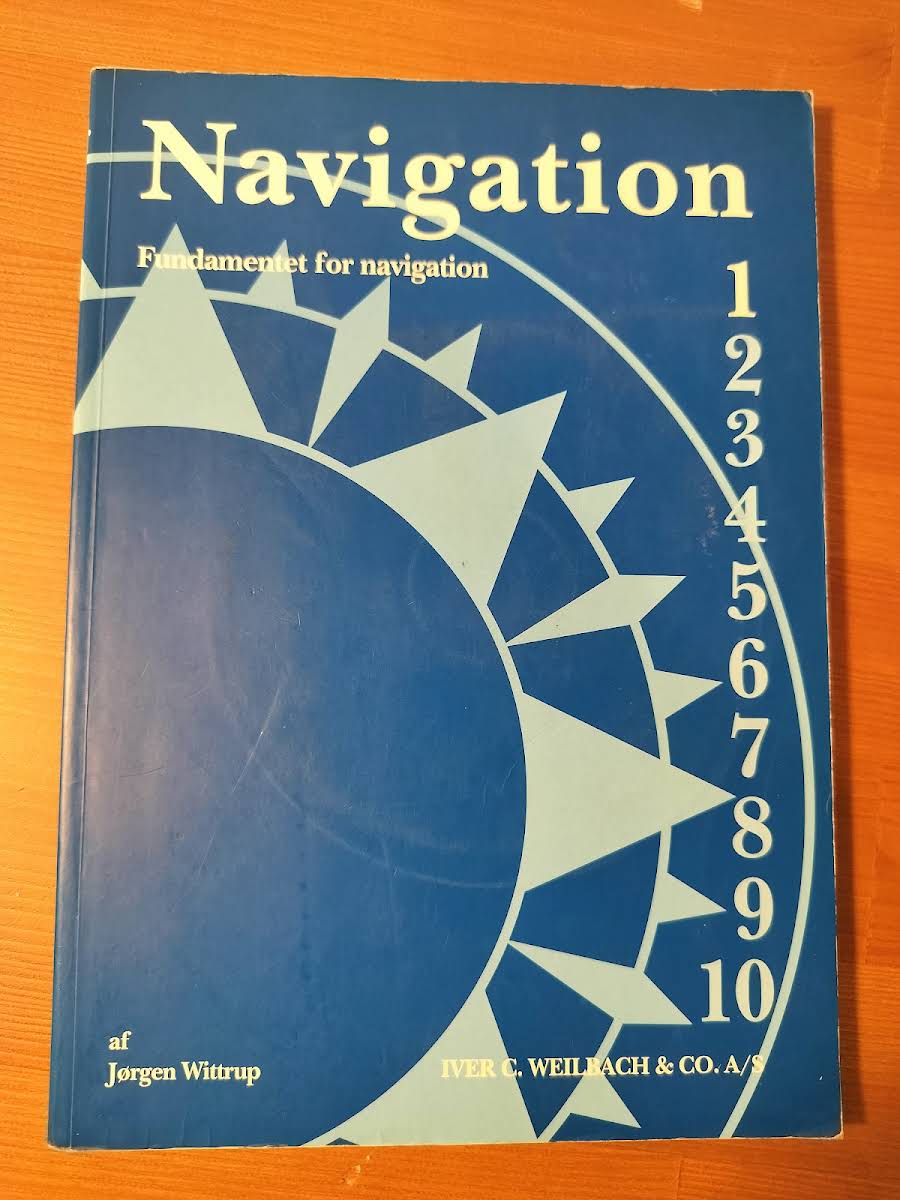 Navigation
Fundamentet for navigation
1
2
3
4
5
6
7
8
9
10
af
Jørgen Wittrup
IVER C. WEILBACH & CO. A/S